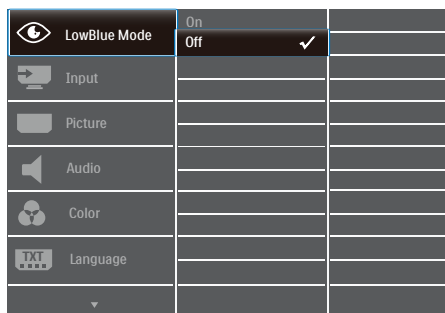 LowBlue Mode
On
Off
Input
Picture
Audio
Color
TXT
Language